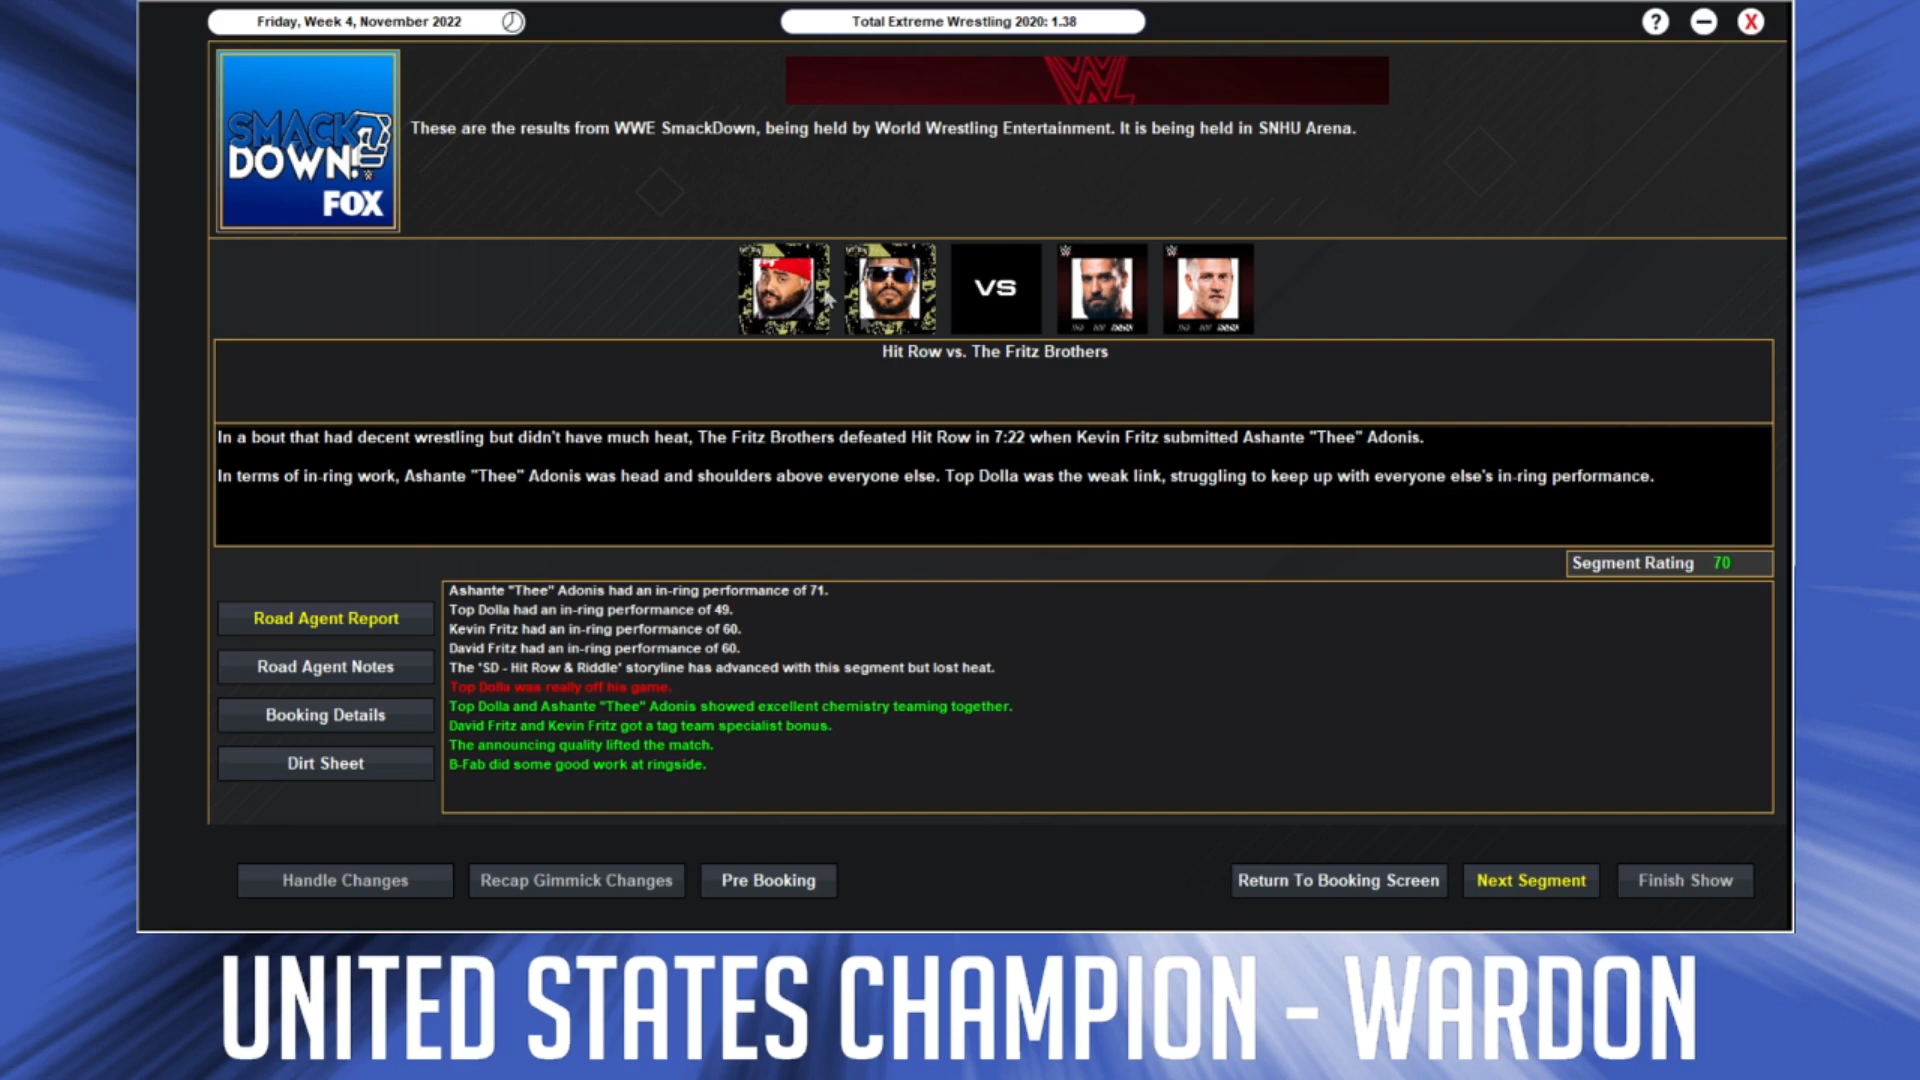 Friday, Week 4, November 2022
Total Extreme Wrestling 2020: 1.38
?
X
SMACK
DOWN!
FOX
These are the results from WWE SmackDown, being held by World Wrestling Entertainment. It is being held in SNHU Arena.
VS
Hit Row vs. The Fritz Brothers
In a bout that had decent wrestling but didn't have much heat, The Fritz Brothers defeated Hit Row in 7:22 when Kevin Fritz submitted Ashante "Thee" Adonis.
In terms of in-ring work, Ashante "Thee" Adonis was head and shoulders above everyone else. Top Dolla was the weak link, struggling to keep up with everyone else's in-ring performance.
Segment Rating 70
Road Agent Report
Road Agent Notes
Booking Details
Dirt Sheet
Ashante "Thee" Adonis had an in-ring performance of 71.
Top Dolla had an in-ring performance of 49.
Kevin Fritz had an in-ring performance of 60.
David Fritz had an in-ring performance of 60.
The 'SD - Hit Row & Riddle' storyline has advanced with this segment but lost heat.
Top Dolla was really off his game.
Top Dolla and Ashante "Thee" Adonis showed excellent chemistry teaming together.
David Fritz and Kevin Fritz got a tag team specialist bonus.
The announcing quality lifted the match.
B-Fab did some good work at ringside.
Handle Changes
Recap Gimmick Changes
Pre Booking
Return To Booking Screen
Next Segment
Finish Show
UNITED STATES CHAMPION - WARDON